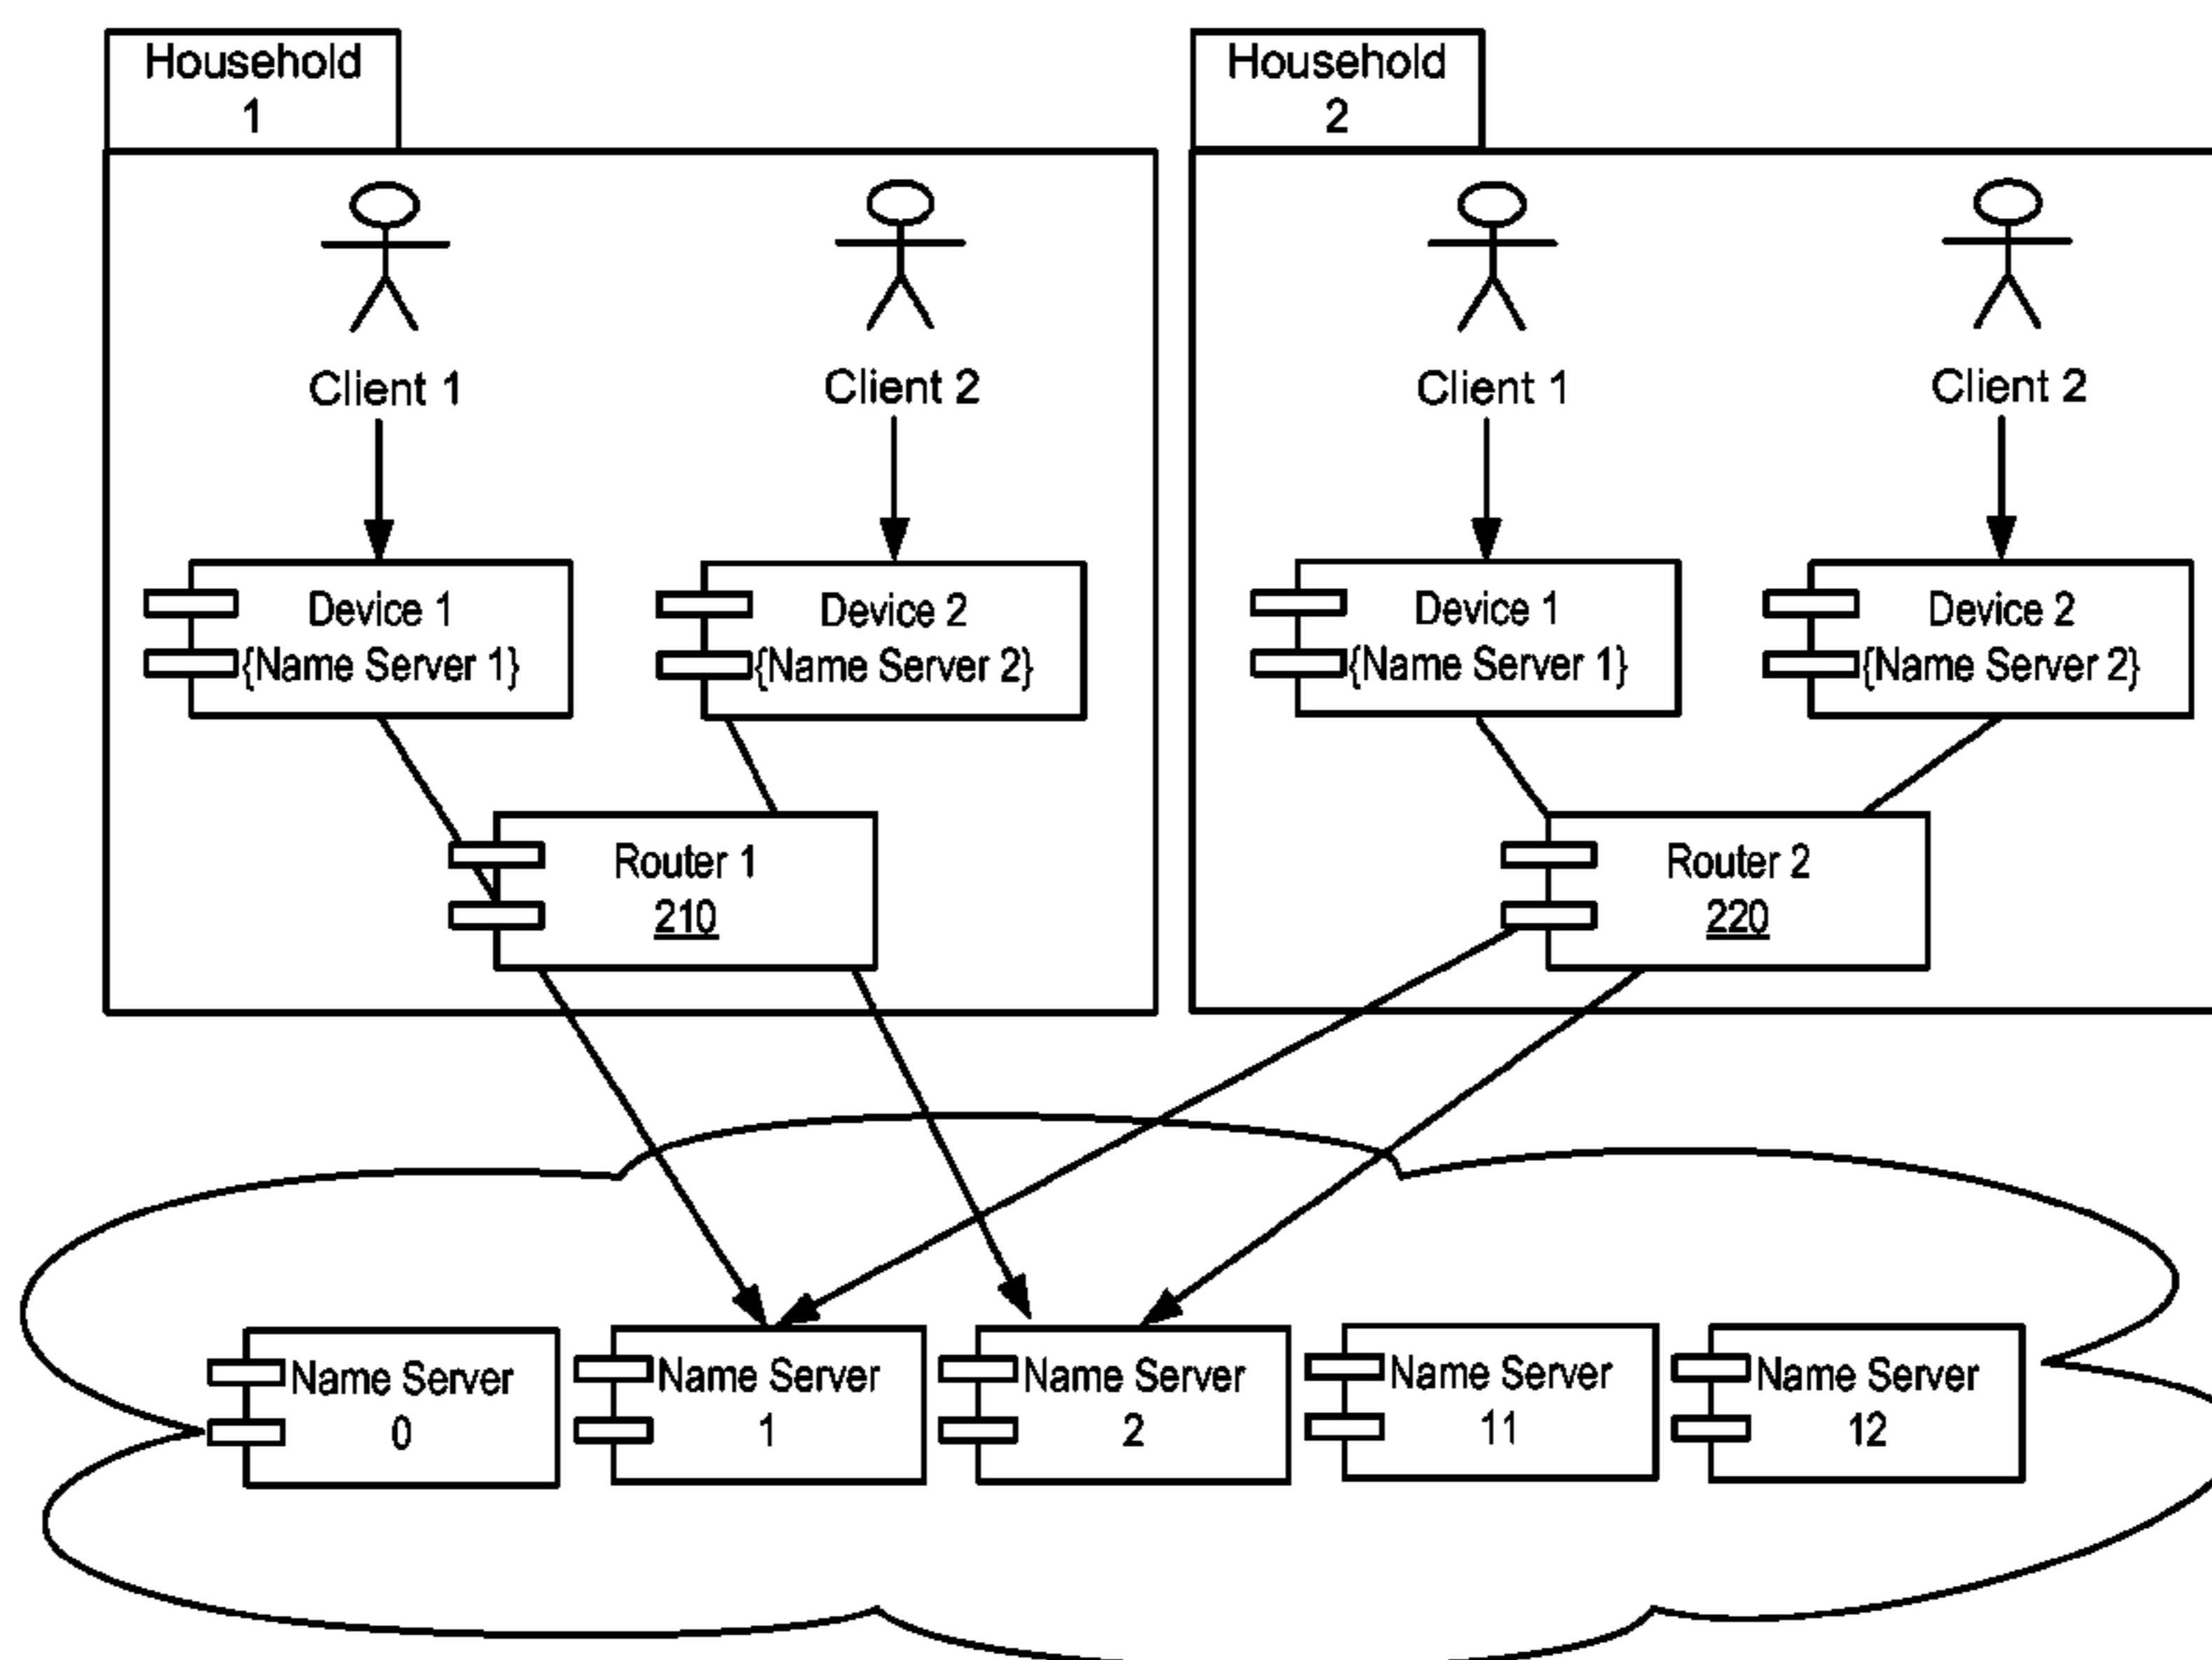 Household
1
Household
2
Client 1
Client 2
Client 1
Client 2
Device 1
{Name Server 1}
Device 2
{Name Server 2}
Device 1
{Name Server 1}
Device 2
{Name Server 2}
Router 1
210
Router 2
220
Name Server
0
Name Server
1
Name Server
2
Name Server
11
Name Server
12